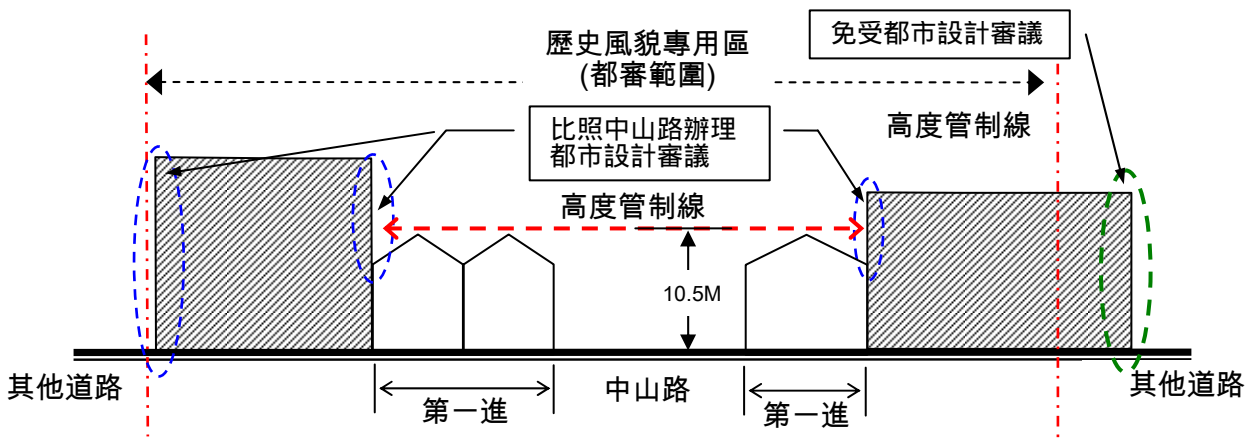 歷史風貌專用區
(都審範圍)
免受都市設計審議
比照中山路辦理
都市設計審議
高度管制線
高度管制線
10.5M
其他道路
第一進
中山路
第一進
其他道路